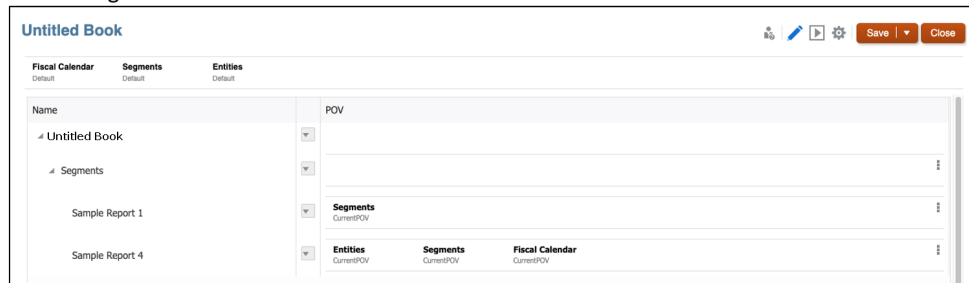 Untitled Book
Save
Close
Fiscal Calendar Segments Entities
Default Default Default
Name POV
Untitled Book
Segments
Sample Report 1
Segments
CurrentPOV
Sample Report 4
Entities Segments Fiscal Calendar
CurrentPOV CurrentPOV CurrentPOV